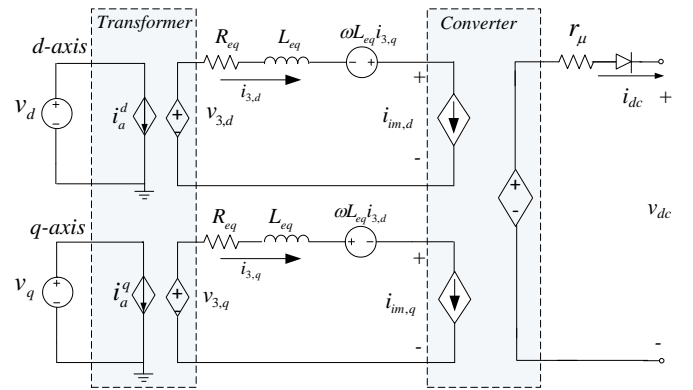 Transformer
Converter
d-axis
R_eq
L_eq
ωL_eq i_3,q
r_μ
- +
+
i_3,d
i_dc
+
v_d
+
-
i_a^d
+
-
v_3,d
i_im,d
-
+
-
v_dc
q-axis
R_eq
L_eq
ωL_eq i_3,d
+ -
+
i_3,q
v_q
+
-
i_a^q
+
-
v_3,q
i_im,q
-
-